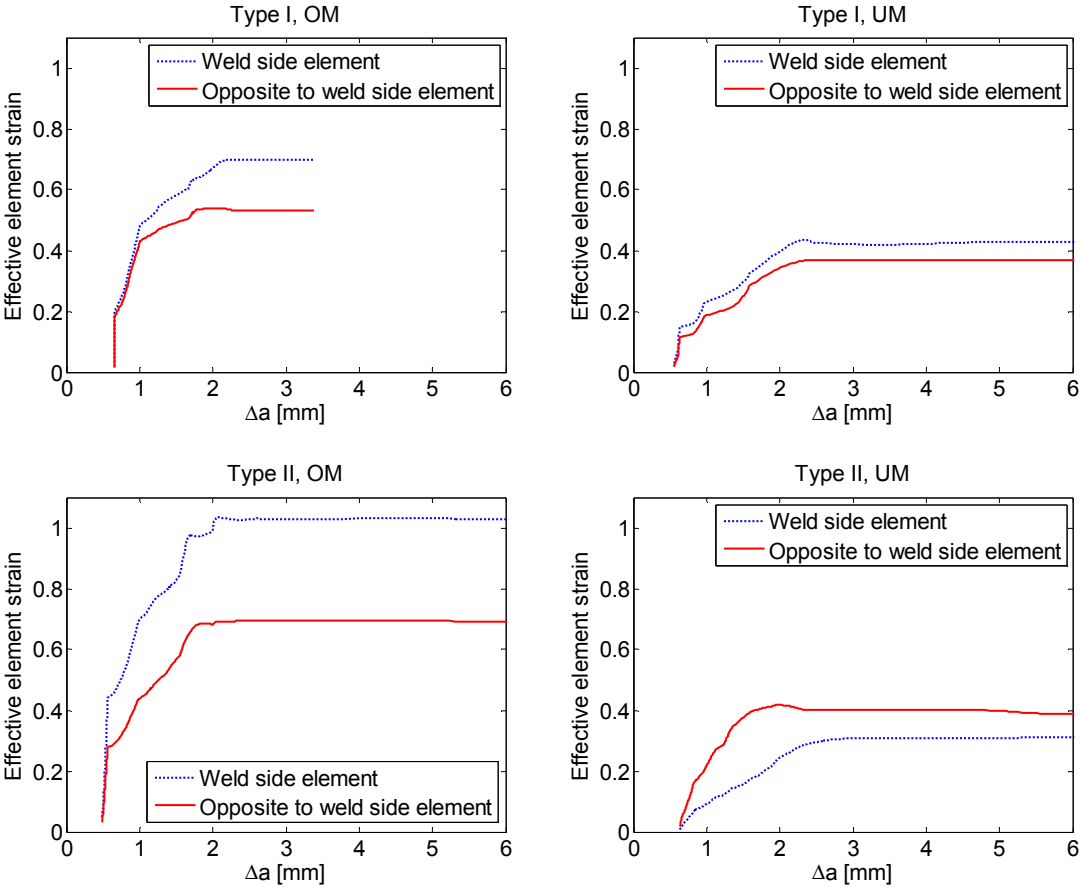 Type I, OM
Effective element strain
1
0.8
0.6
0.4
0.2
0
Weld side element
Opposite to weld side element
0 1 2 3 4 5 6
Δa [mm]
Type I, UM
Effective element strain
1
0.8
0.6
0.4
0.2
0
Weld side element
Opposite to weld side element
0 1 2 3 4 5 6
Δa [mm]
Type II, OM
Effective element strain
1
0.8
0.6
0.4
0.2
0
Weld side element
Opposite to weld side element
0 1 2 3 4 5 6
Δa [mm]
Type II, UM
Effective element strain
1
0.8
0.6
0.4
0.2
0
Weld side element
Opposite to weld side element
0 1 2 3 4 5 6
Δa [mm]